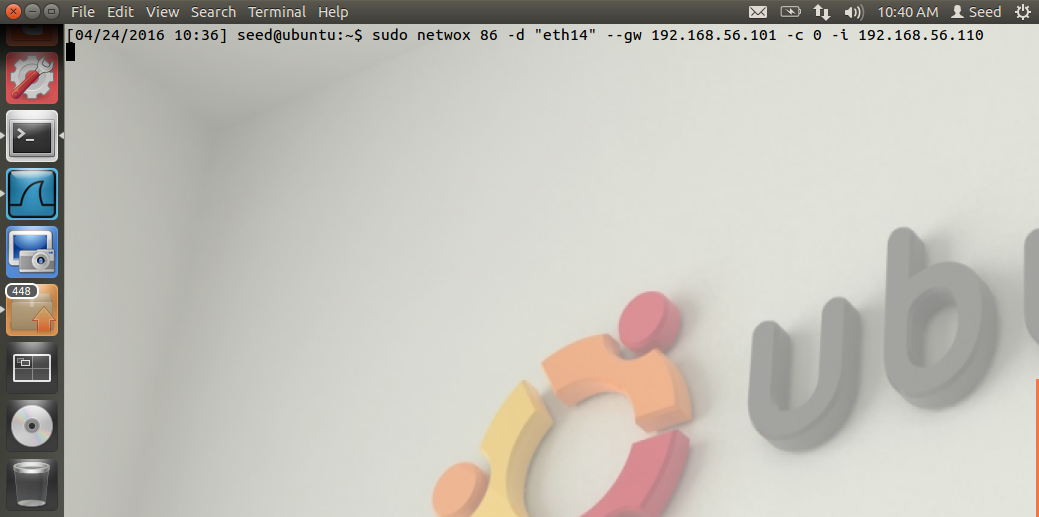 File Edit View Search Terminal Help 10:40 AM Seed
[04/24/2016 10:36] seed@ubuntu:~$ sudo netwox 86 -d "eth14" --gw 192.168.56.101 -c 0 -i 192.168.56.110
>_
448
ubu